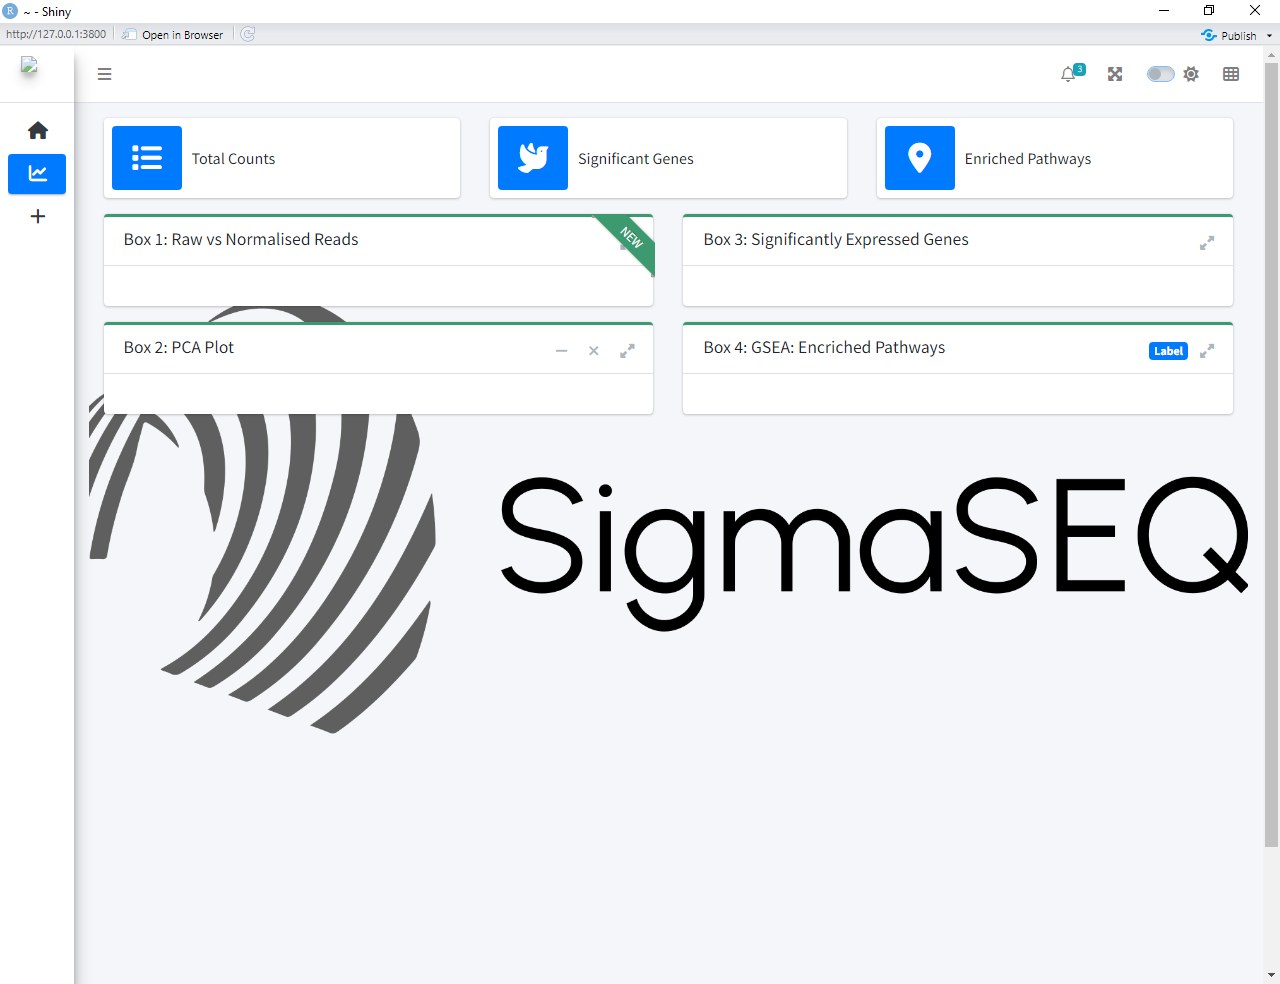 R ~ - Shiny
http://127.0.0.1:3800 Open in Browser Publish
3
Total Counts
Significant Genes
Enriched Pathways
Box 1: Raw vs Normalised Reads
NEW
Box 3: Significantly Expressed Genes
Box 2: PCA Plot
Box 4: GSEA: Encriched Pathways
Label
SigmaSEQ